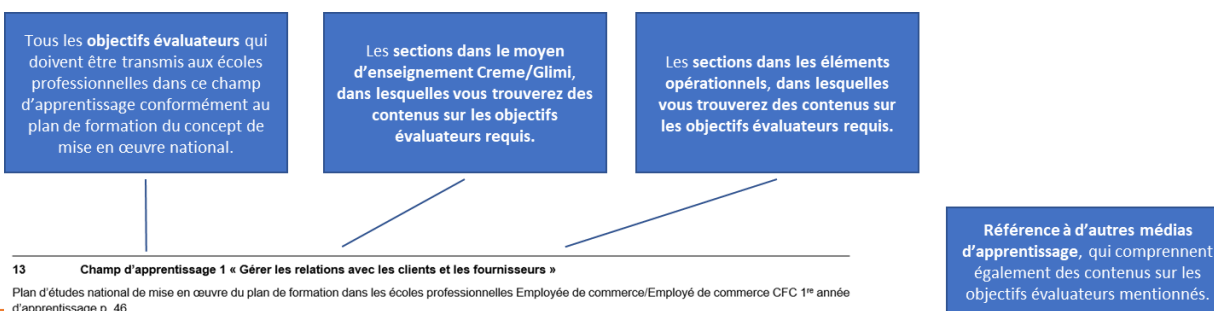 Tous les objectifs évaluateurs qui
doivent être transmis aux écoles
professionnelles dans ce champ
d'apprentissage conformément au
plan de formation du concept de
mise en œuvre national.
Les sections dans le moyen
d'enseignement Creme/Glimi,
dans lesquelles vous trouverez des
contenus sur les objectifs
évaluateurs requis.
Les sections dans les éléments
opérationnels, dans lesquelles
vous trouverez des contenus sur
les objectifs évaluateurs requis.
Référence à d'autres médias
d'apprentissage, qui comprennent
également des contenus sur les
objectifs évaluateurs mentionnés.
13 Champ d'apprentissage 1 « Gérer les relations avec les clients et les fournisseurs »
Plan d'études national de mise en œuvre du plan de formation dans les écoles professionnelles Employée de commerce/Employé de commerce CFC 1re année
d'apprentissage p. 46